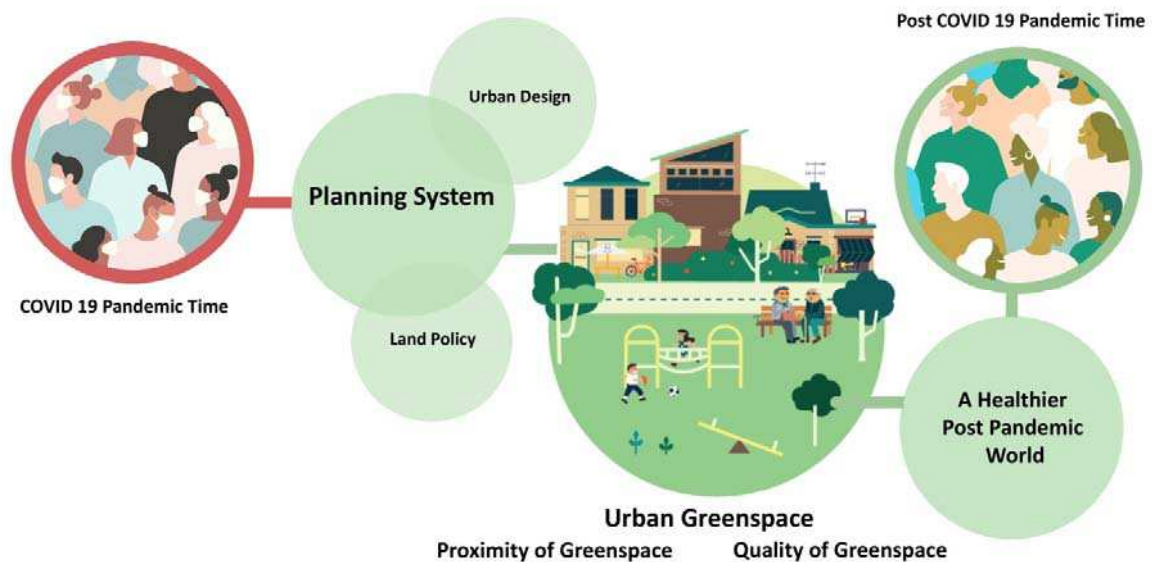 Post COVID 19 Pandemic Time
Urban Design
Planning System
COVID 19 Pandemic Time
Land Policy
A Healthier
Post Pandemic
World
Urban Greenspace
Proximity of Greenspace
Quality of Greenspace